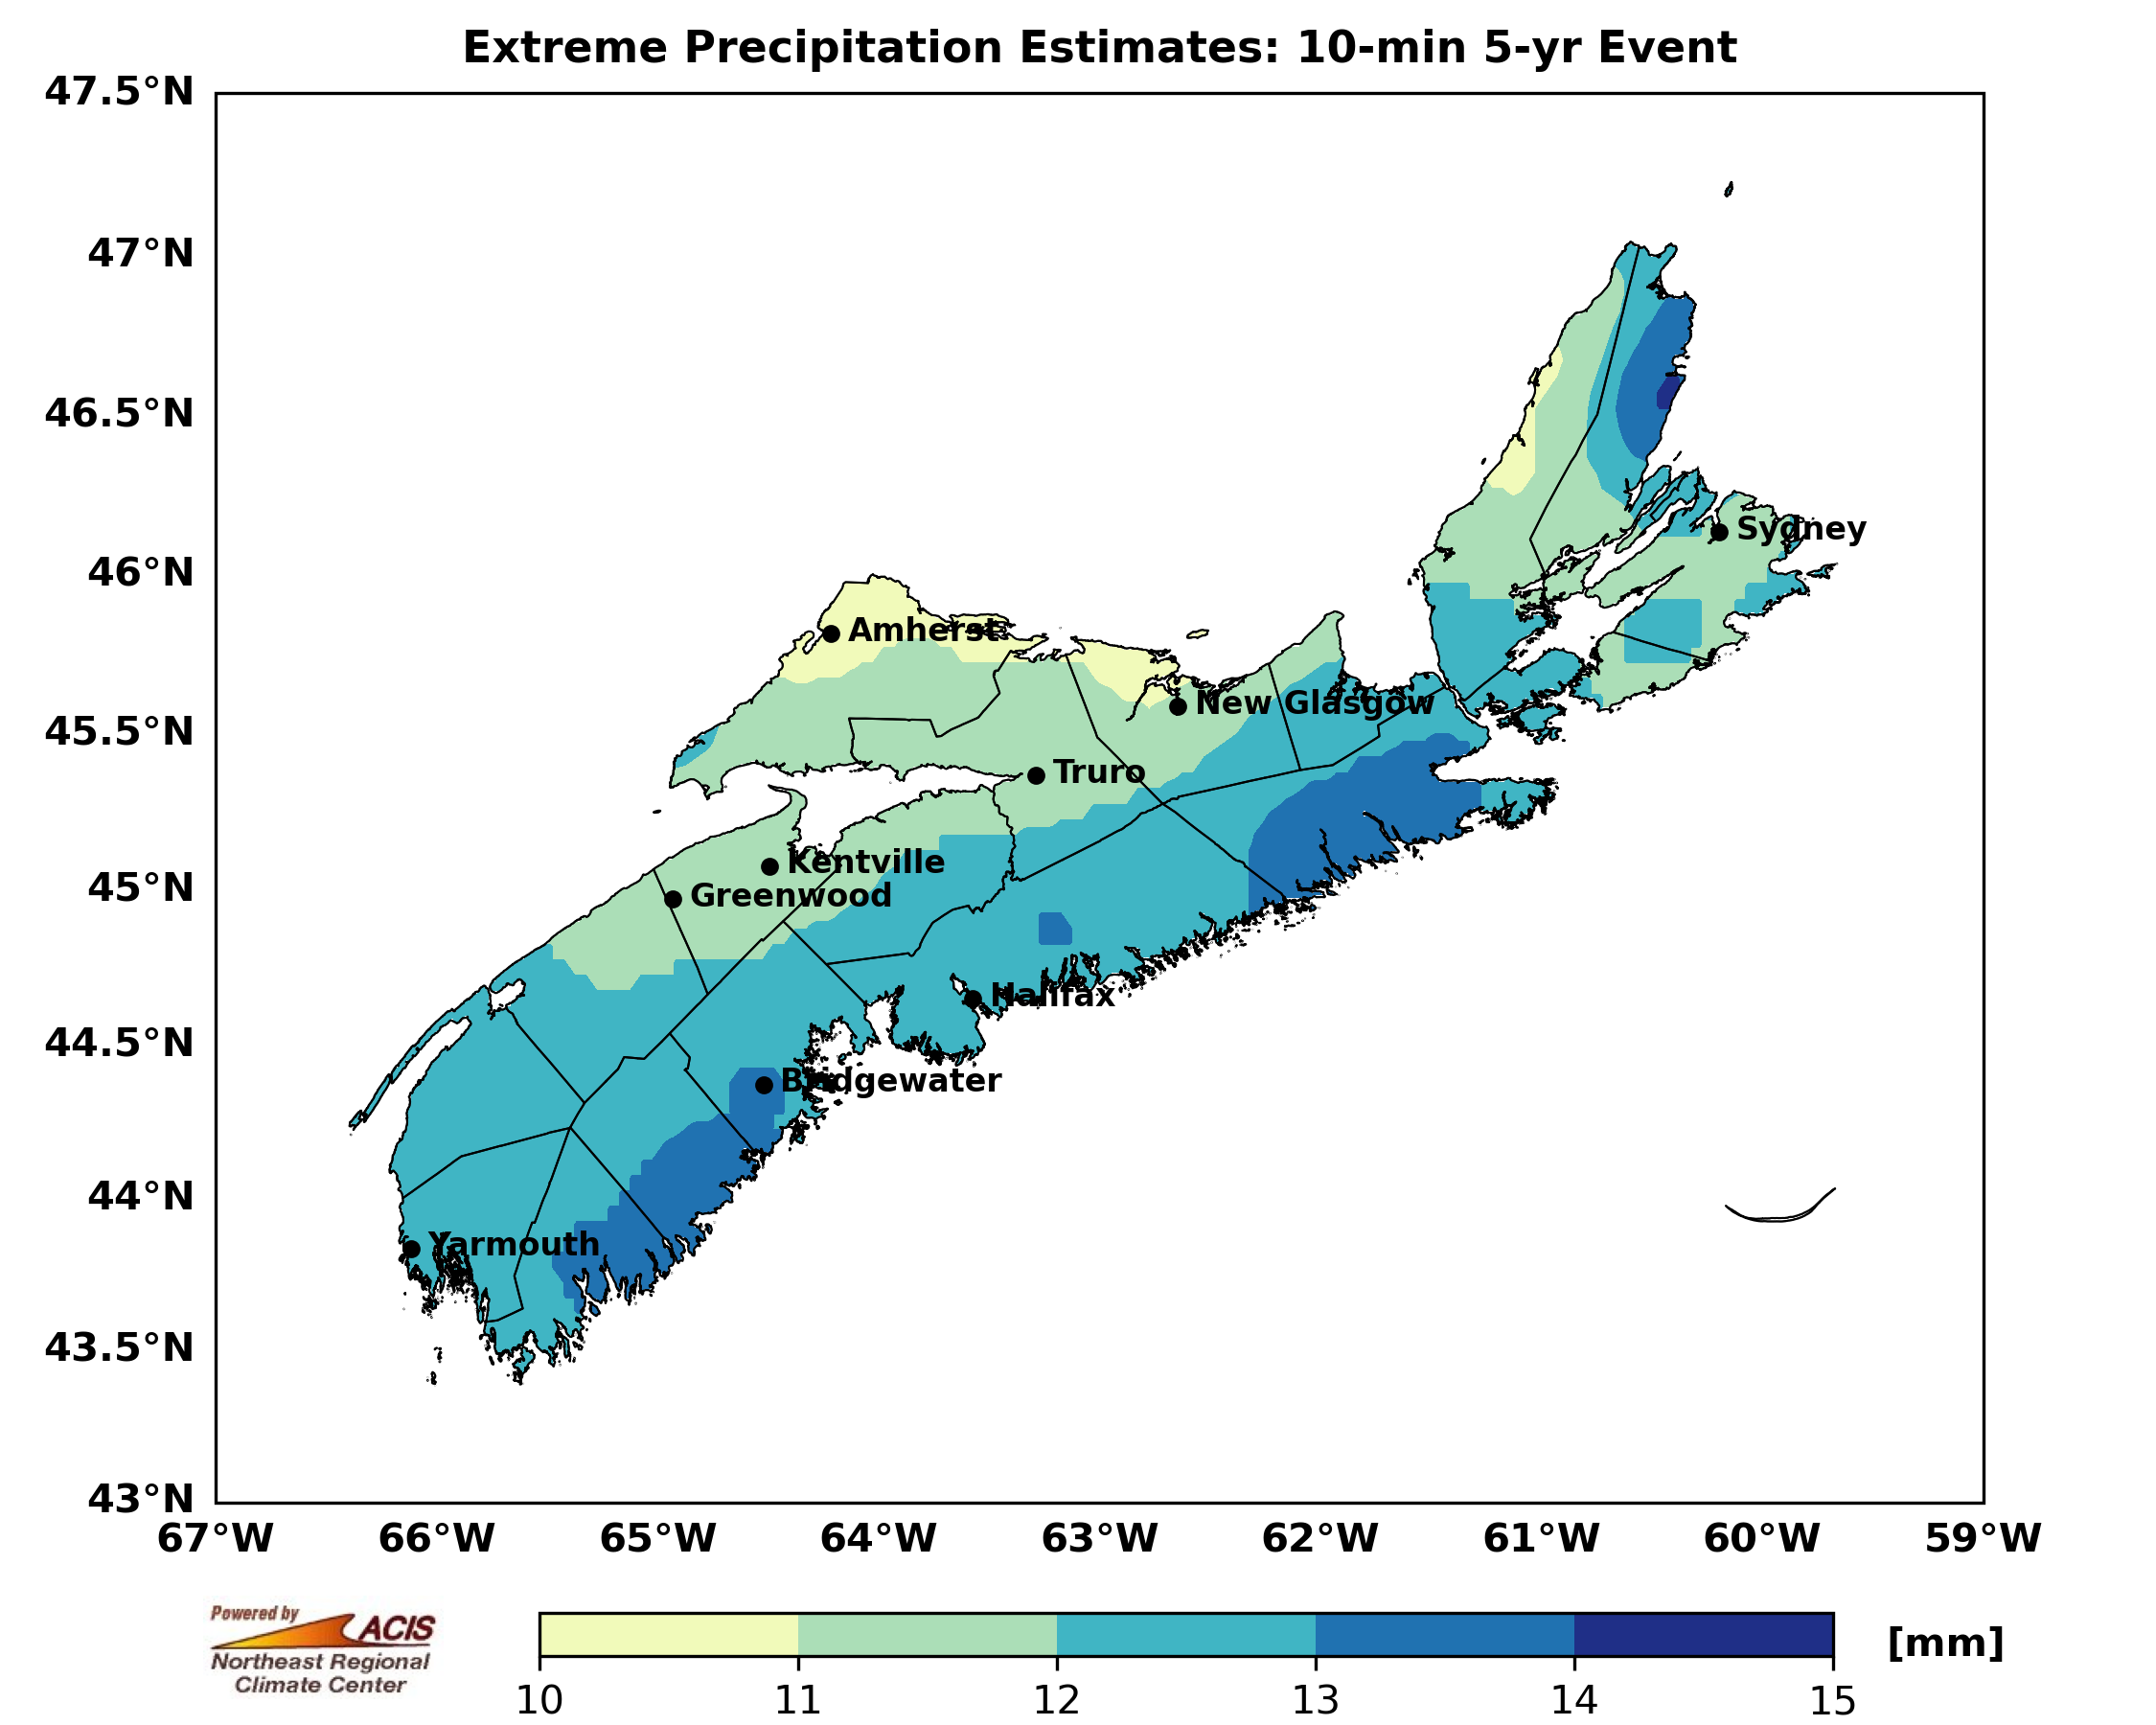 Extreme Precipitation Estimates: 10-min 5-yr Event
47.5°N
47°N
46.5°N
46°N
45.5°N
45°N
44.5°N
44°N
43.5°N
43°N
67°W 66°W 65°W 64°W 63°W 62°W 61°W 60°W 59°W
Sydney
Amherst
New Glasgow
Truro
Kentville
Greenwood
Halifax
Bridgewater
Yarmouth
Powered by
ACIS
Northeast Regional
Climate Center
10 11 12 13 14 15
[mm]